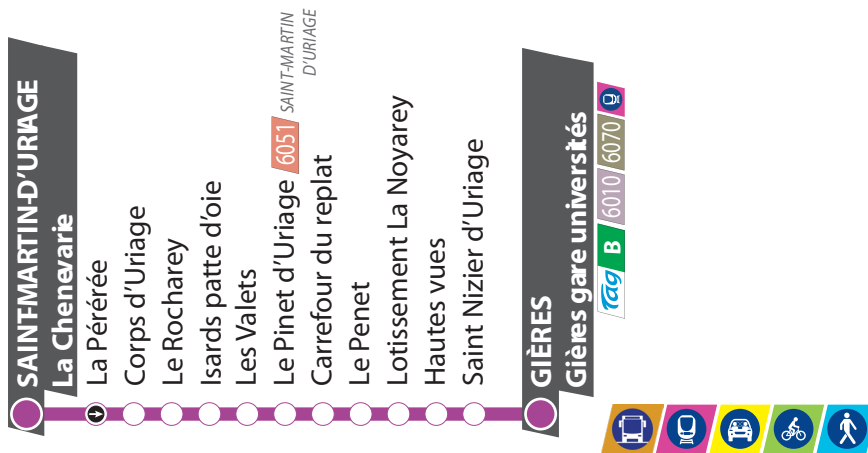 SAINT-MARTIN-D'URIAGE
La Chenevarie
La Pérérée
Corps d'Uriage
Le Rocharey
Isards patte d'oie
Les Valets
Le Pinet d'Uriage 6051 SAINT-MARTIN
D'URIAGE
Carrefour du replat
Le Penet
Lotissement La Noyarey
Hautes vues
Saint Nizier d'Uriage
GIÈRES
Gières gare universités
Tag B 6010 6070